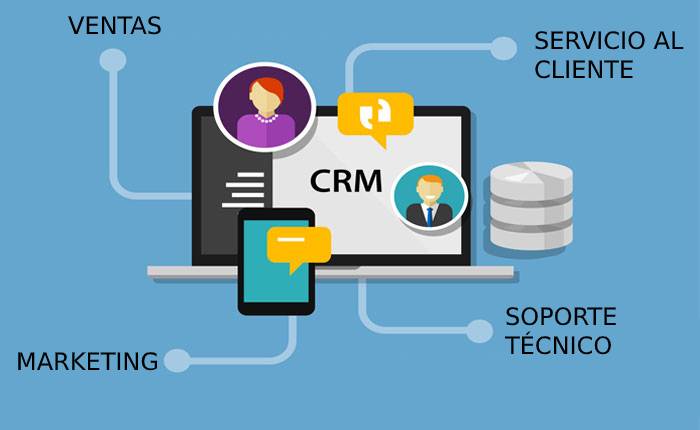 VENTAS
SERVICIO AL
CLIENTE
CRM
SOPORTE
TÉCNICO
MARKETING